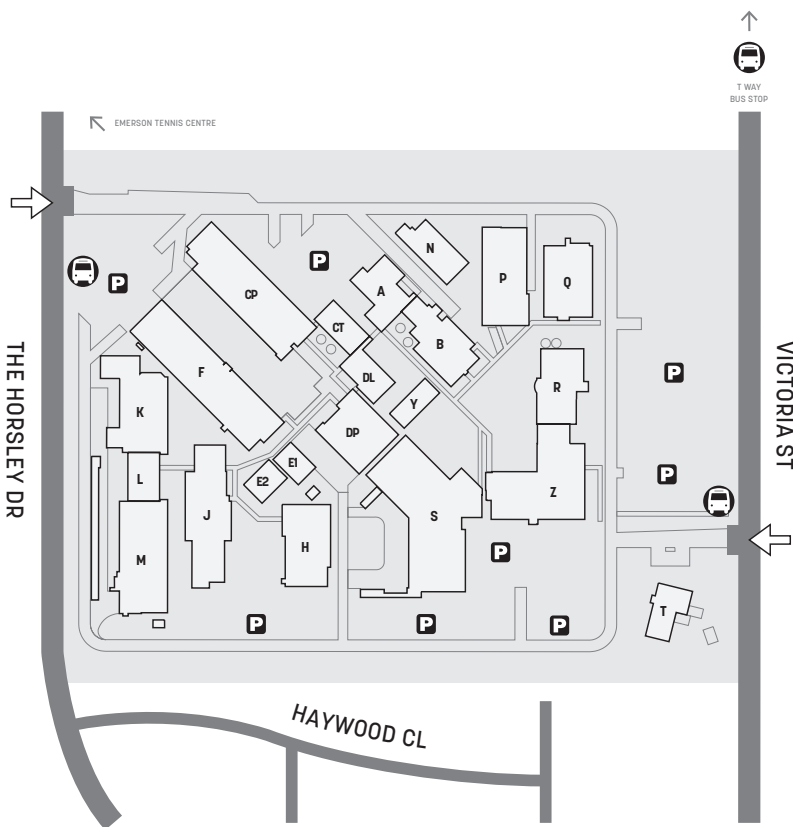 T WAY
BUS STOP
EMERSON TENNIS CENTRE
N
P
P
Q
A
P
CP
CT
B
F
DL
P
R
Y
K
DP
THE HORSLEY DR
VICTORIA ST
E1
P
L
E2
Z
J
S
H
P
M
T
P
P
P
HAYWOOD CL